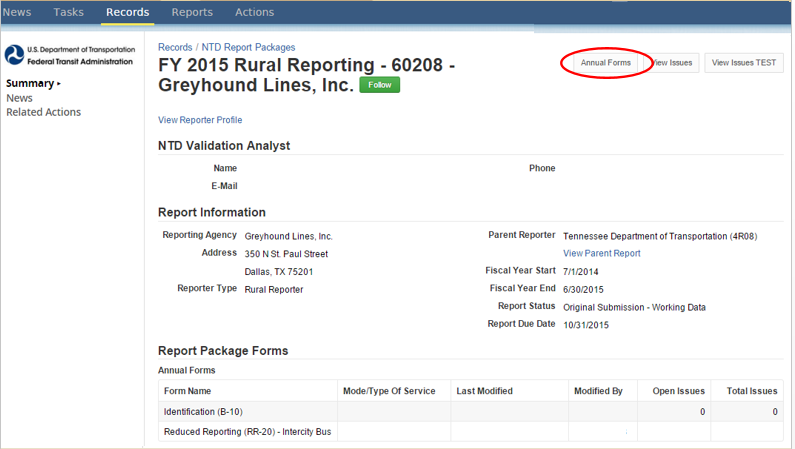 News Tasks Records Reports Actions
U.S. Department of Transportation
Federal Transit Administration
Summary
News
Related Actions
Records / NTD Report Packages
FY 2015 Rural Reporting - 60208 -
Greyhound Lines, Inc. Follow
Annual Forms View Issues View Issues TEST
View Reporter Profile
NTD Validation Analyst
Name Phone
E-Mail
Report Information
Reporting Agency Greyhound Lines, Inc. Parent Reporter Tennessee Department of Transportation (4R08)
Address 350 N St. Paul Street View Parent Report
Dallas, TX 75201 Fiscal Year Start 7/1/2014
Reporter Type Rural Reporter Fiscal Year End 6/30/2015
Report Status Original Submission - Working Data
Report Due Date 10/31/2015
Report Package Forms
Annual Forms
Form Name Mode/Type Of Service Last Modified Modified By Open Issues Total Issues
Identification (B-10) 0 0
Reduced Reporting (RR-20) - Intercity Bus